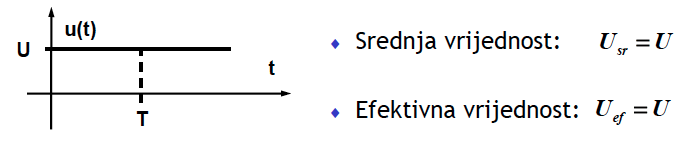 u(t)
U
t
T
♦ Srednja vrijednost: U_sr = U
♦ Efektivna vrijednost: U_ef = U